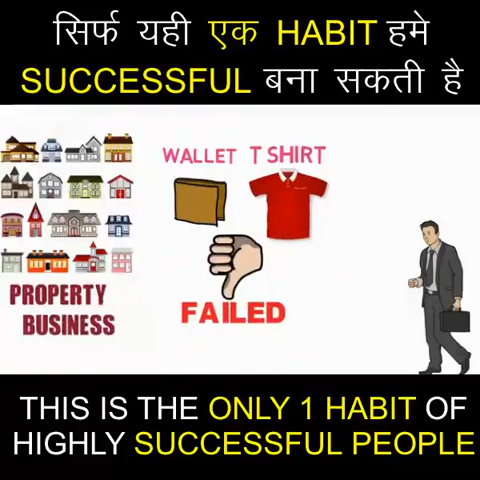 सिर्फ यही एक HABIT हमे
SUCCESSFUL बना सकती है
WALLET T SHIRT
FAILED
PROPERTY
BUSINESS
THIS IS THE ONLY 1 HABIT OF
HIGHLY SUCCESSFUL PEOPLE